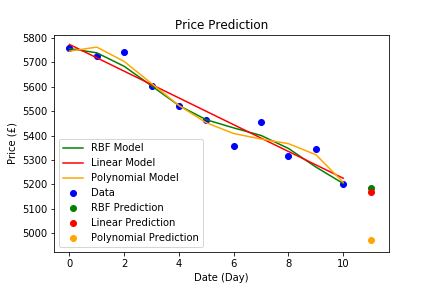 Price Prediction
5800
5700
5600
5500
5400
5300
5200
5100
5000
Price (£)
RBF Model
Linear Model
Polynomial Model
Data
RBF Prediction
Linear Prediction
Polynomial Prediction
0 2 4 6 8 10
Date (Day)